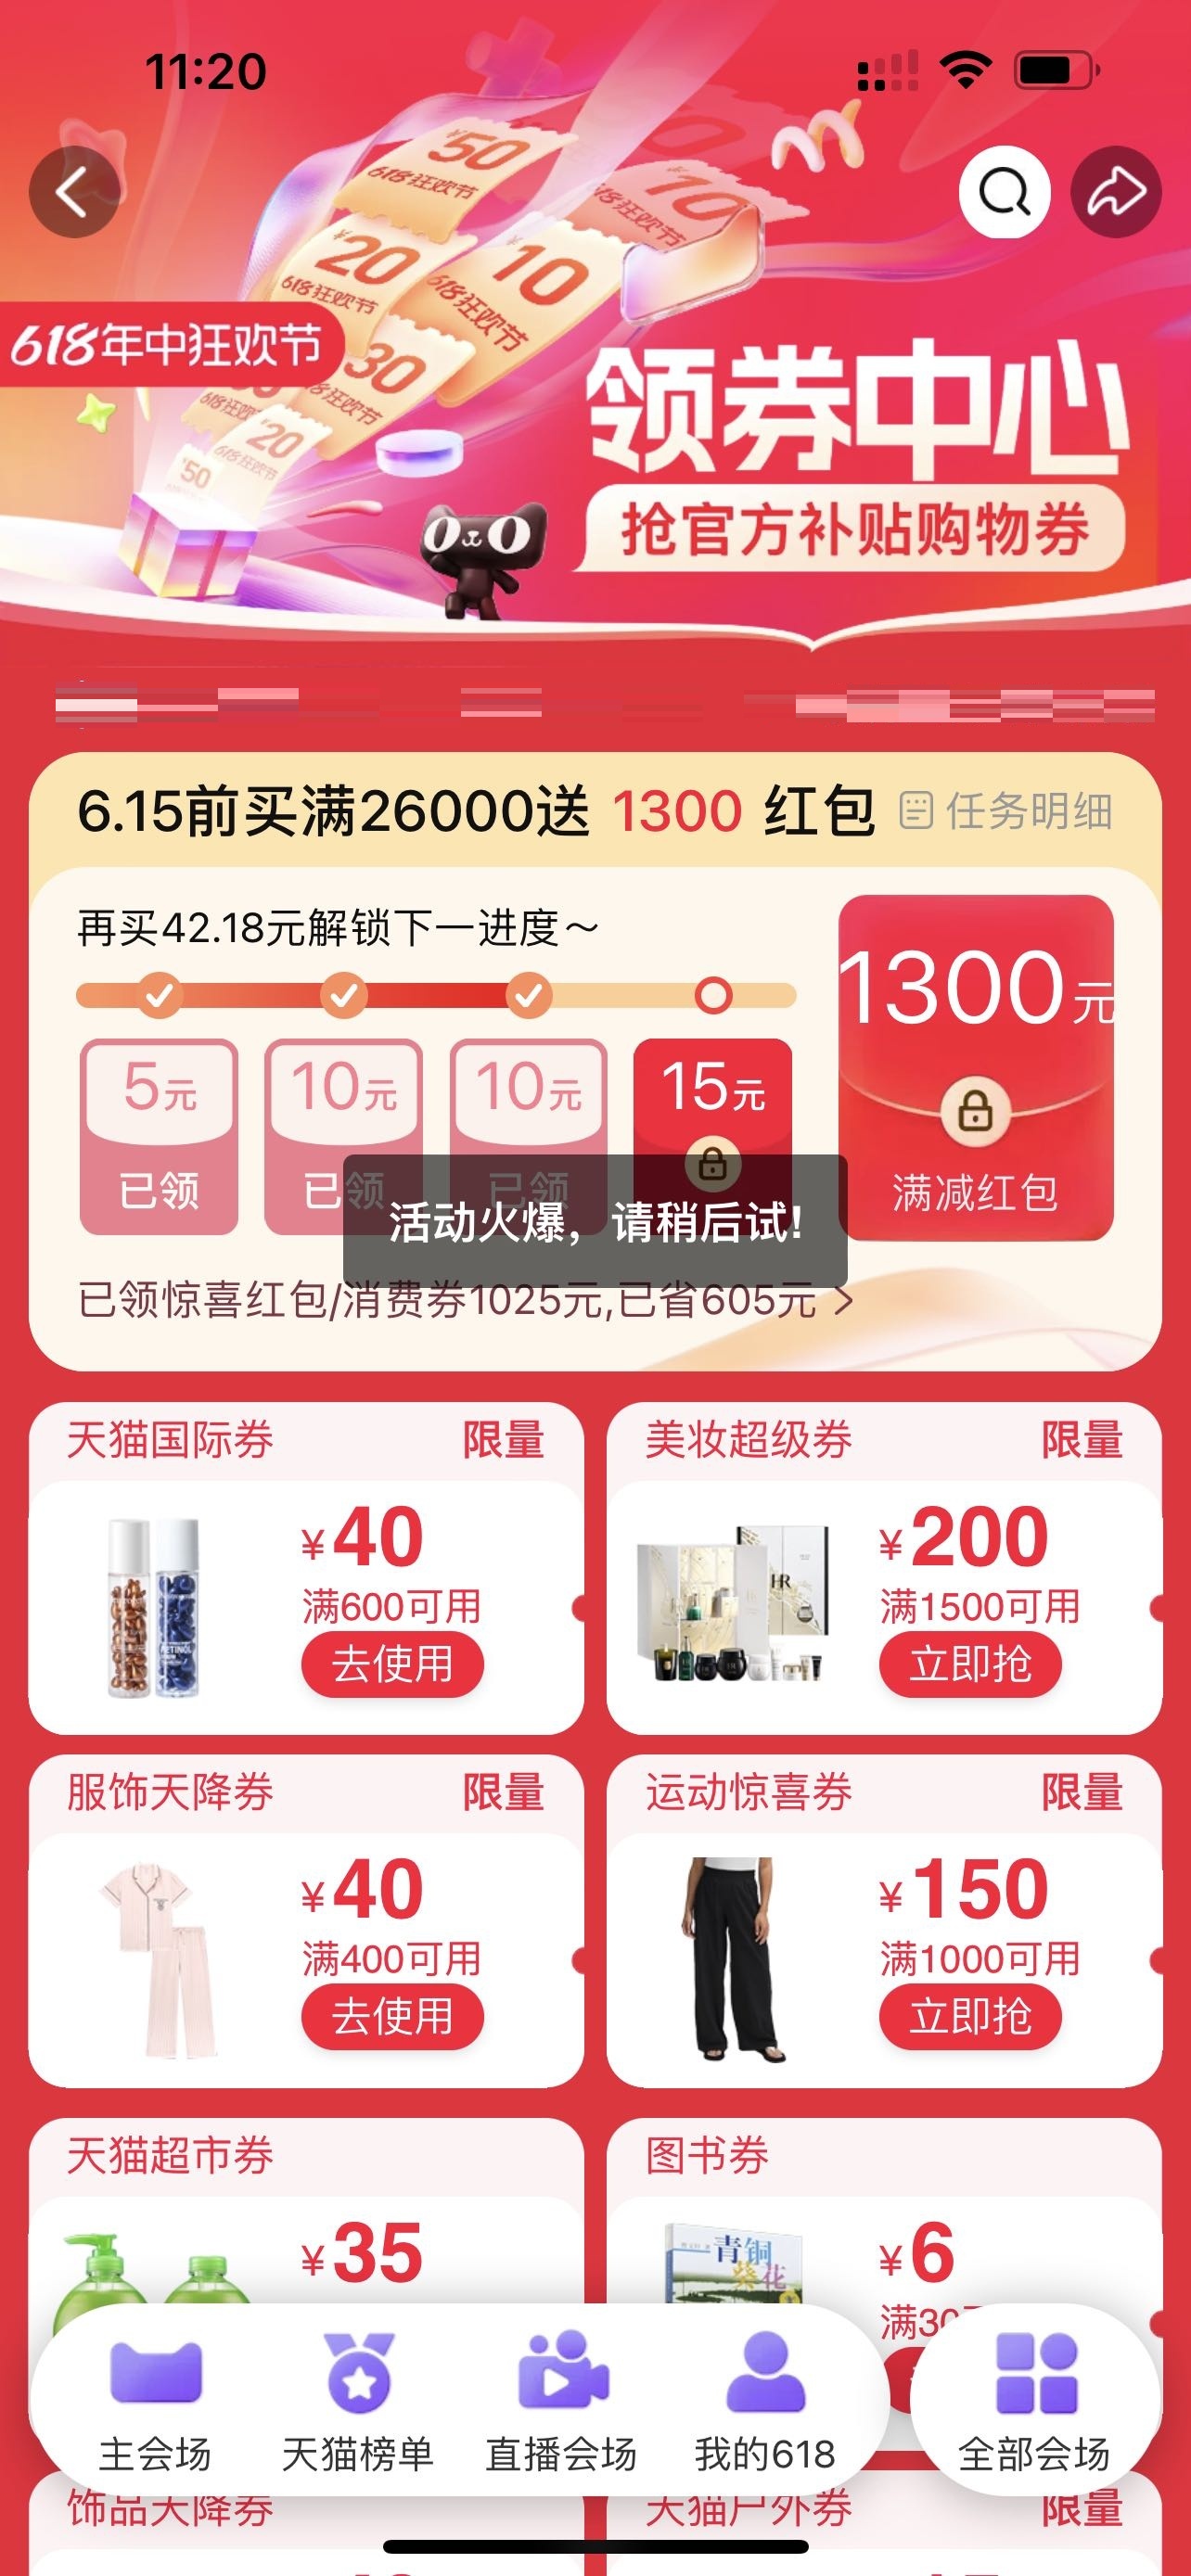 11:20
¥50
618狂欢节
10
618狂欢节
¥20
618狂欢节
¥10
618狂欢节
618年中狂欢节
30
618狂欢节
¥20
618狂欢节
¥50
领券中心
抢官方补贴购物券
6.15前买满26000送 1300 红包
任务明细
再买42.18元解锁下一进度～
5元
已领
10元
已领
10元
已领
15元
1300元
满减红包
活动火爆，请稍后试!
已领惊喜红包/消费券1025元,已省605元 >
天猫国际券 限量
¥40
满600可用
去使用
美妆超级券 限量
HR
¥200
满1500可用
立即抢
服饰天降券 限量
¥40
满400可用
去使用
运动惊喜券 限量
¥150
满1000可用
立即抢
天猫超市券
¥35
图书券
青铜
葵花
¥6
满30
主会场
天猫榜单
直播会场
我的618
全部会场
饰品天降券
天猫户外券 限量